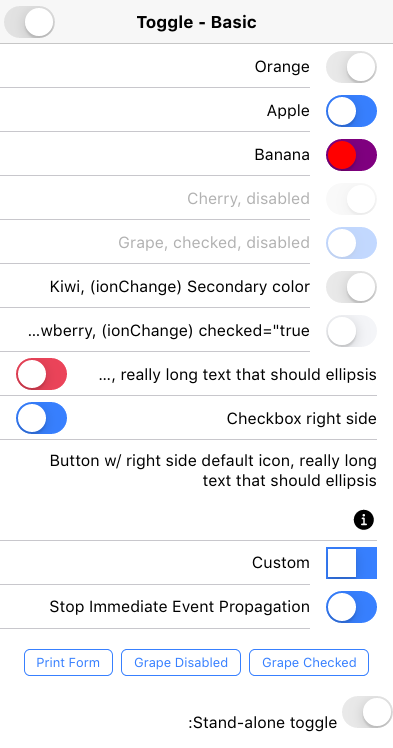 Toggle - Basic
Orange
Apple
Banana
Cherry, disabled
Grape, checked, disabled
Kiwi, (ionChange) Secondary color
...wberry, (ionChange) checked="true
..., really long text that should ellipsis
Checkbox right side
Button w/ right side default icon, really long
text that should ellipsis
Custom
Stop Immediate Event Propagation
Print Form Grape Disabled Grape Checked
:Stand-alone toggle